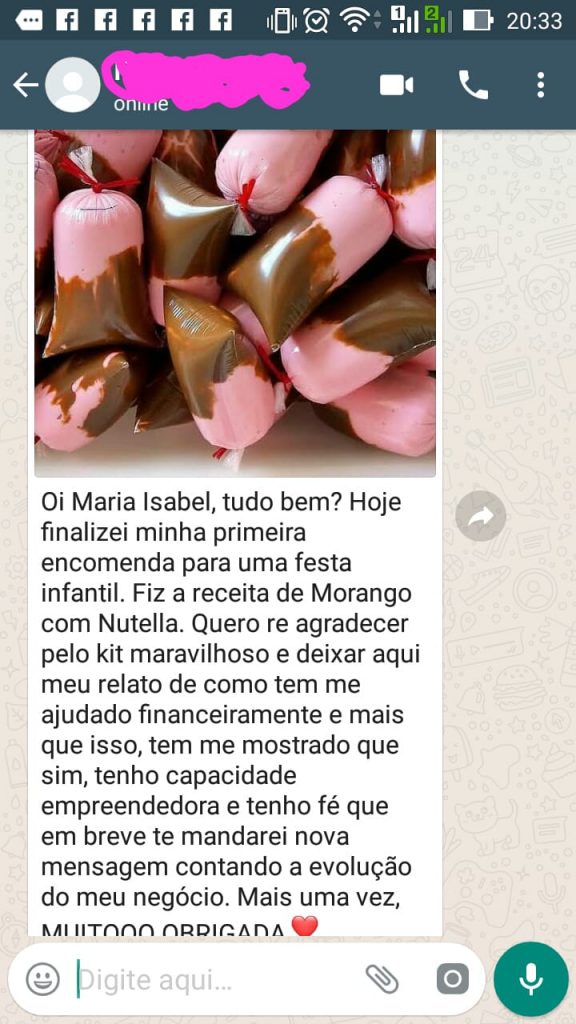 1
2
20:33
online
Oi Maria Isabel, tudo bem? Hoje
finalizei minha primeira
encomenda para uma festa
infantil. Fiz a receita de Morango
com Nutella. Quero re agradecer
pelo kit maravilhoso e deixar aqui
meu relato de como tem me
ajudado financeiramente e mais
que isso, tem me mostrado que
sim, tenho capacidade
empreendedora e tenho fé que
em breve te mandarei nova
mensagem contando a evolução
do meu negócio. Mais uma vez,
MUITOOO OBRIGADA ❤
Digite aqui...